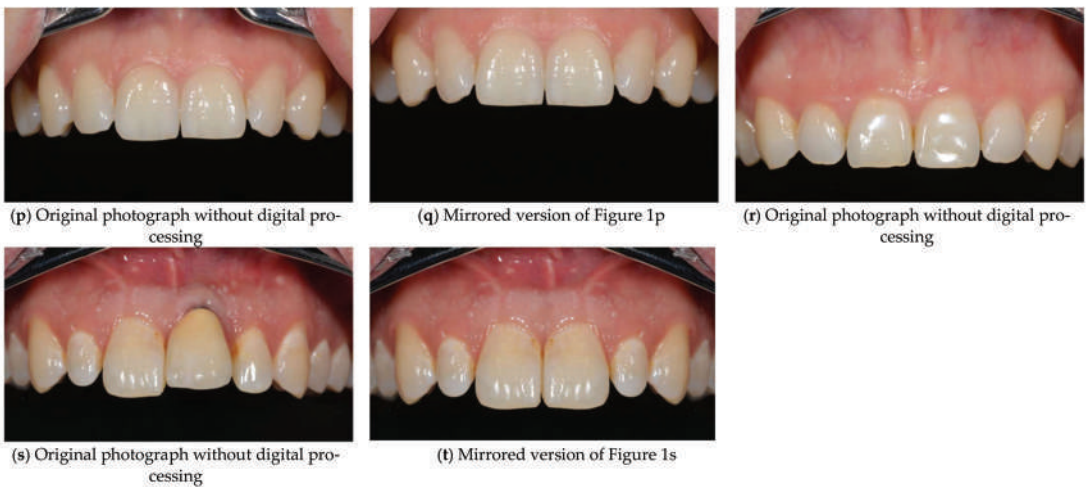 (p) Original photograph without digital pro-
cessing
(q) Mirrored version of Figure 1p
(r) Original photograph without digital pro-
cessing
(s) Original photograph without digital pro-
cessing
(t) Mirrored version of Figure 1s